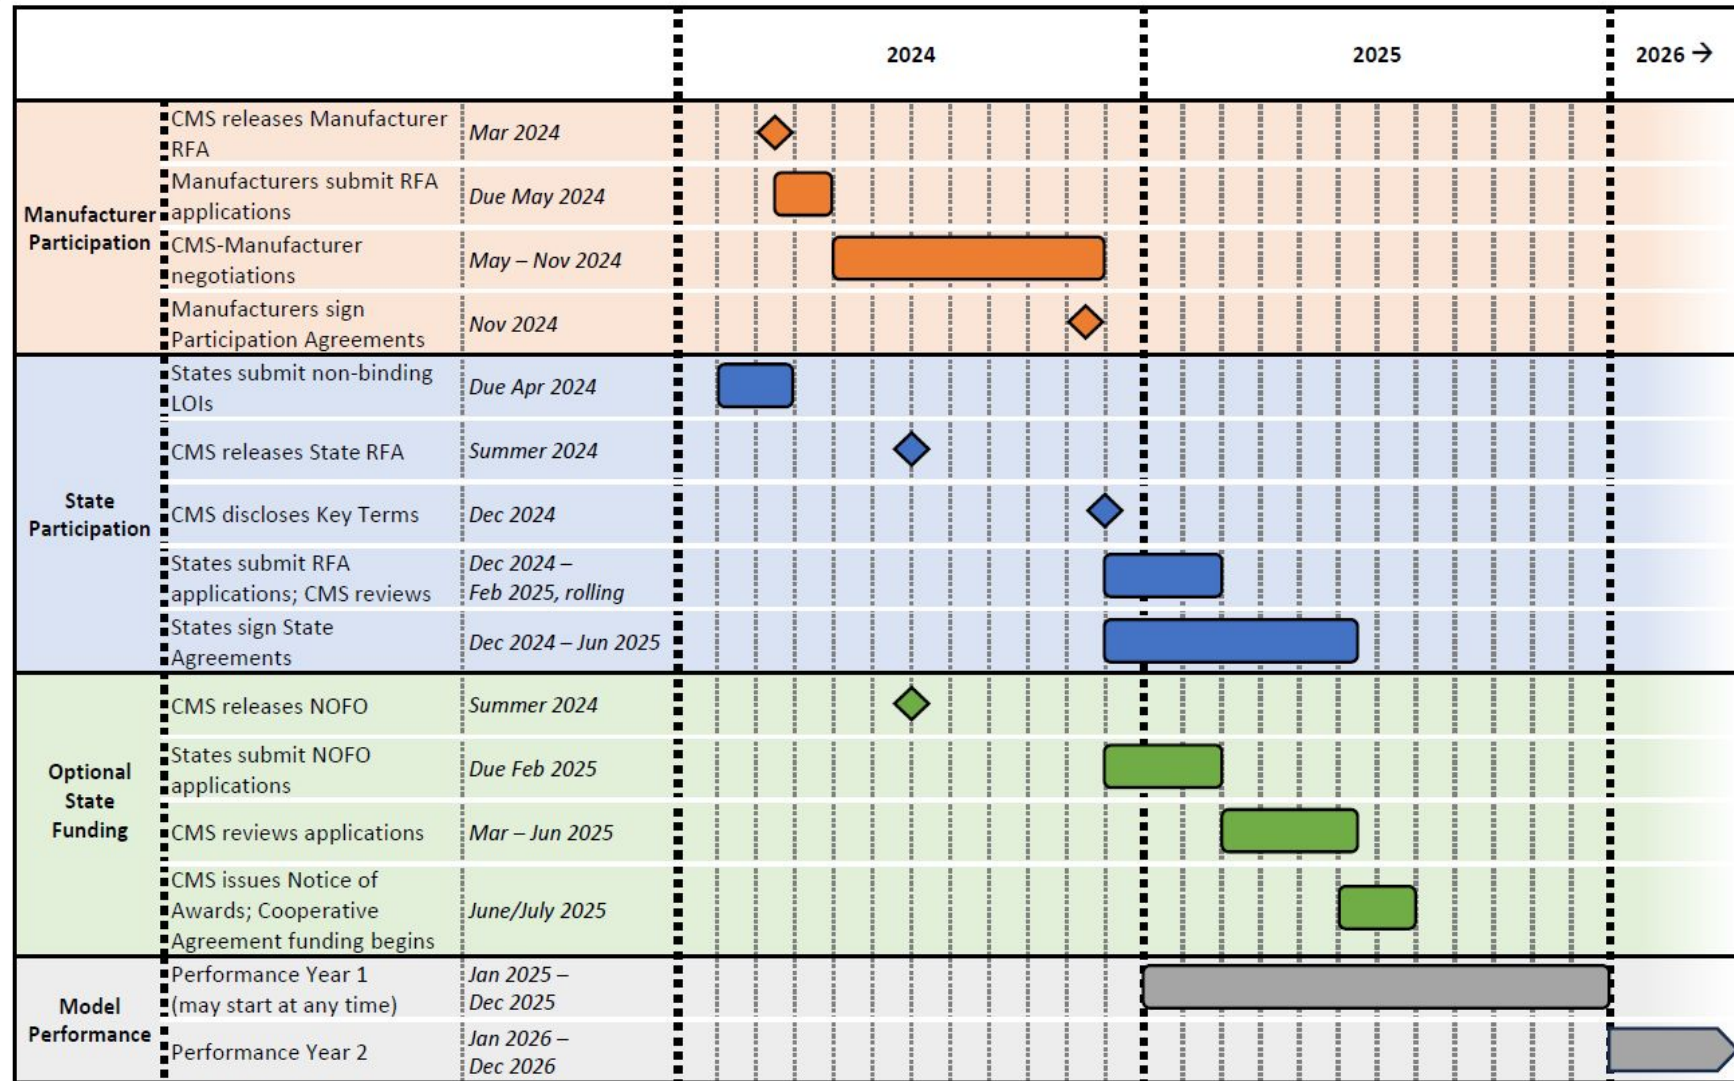 2024
2025
2026 →
Manufacturer
Participation
CMS releases Manufacturer
RFA
Mar 2024
Manufacturers submit RFA
applications
Due May 2024
CMS-Manufacturer
negotiations
May – Nov 2024
Manufacturers sign
Participation Agreements
Nov 2024
State
Participation
States submit non-binding
LOIs
Due Apr 2024
CMS releases State RFA
Summer 2024
CMS discloses Key Terms
Dec 2024
States submit RFA
applications; CMS reviews
Dec 2024 –
Feb 2025, rolling
States sign State
Agreements
Dec 2024 – Jun 2025
Optional
State
Funding
CMS releases NOFO
Summer 2024
States submit NOFO
applications
Due Feb 2025
CMS reviews applications
Mar – Jun 2025
CMS issues Notice of
Awards; Cooperative
Agreement funding begins
June/July 2025
Model
Performance
Performance Year 1
(may start at any time)
Jan 2025 –
Dec 2025
Performance Year 2
Jan 2026 –
Dec 2026